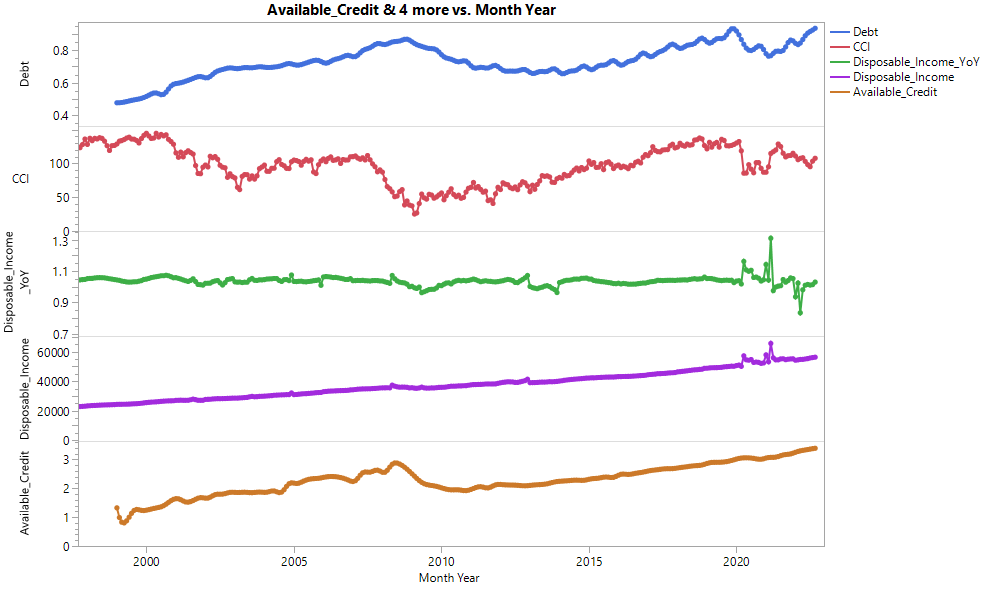 Available_Credit & 4 more vs. Month Year
Debt
0.8
0.6
0.4
CCI
100
50
0
Disposable_Income
_YoY
1.3
1.1
0.9
0.7
Disposable_Income
60000
40000
20000
0
Available_Credit
3
2
1
0
2000
2005
2010
2015
2020
Month Year
Debt
CCI
Disposable_Income_YoY
Disposable_Income
Available_Credit